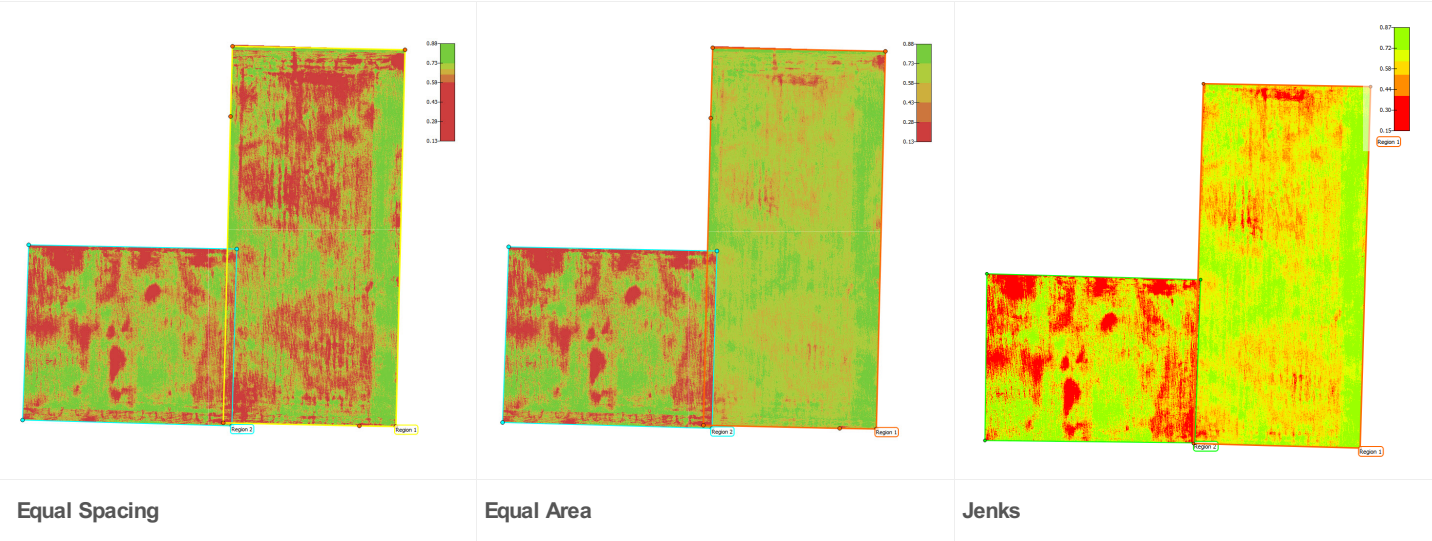 0.88
0.73
0.58
0.43
0.28
0.13
Region 2
Region 1
0.88
0.73
0.58
0.43
0.28
0.13
Region 2
Region 1
0.87
0.72
0.58
0.44
0.30
0.15
Region 1
Region 2
Region 1
Equal Spacing
Equal Area
Jenks